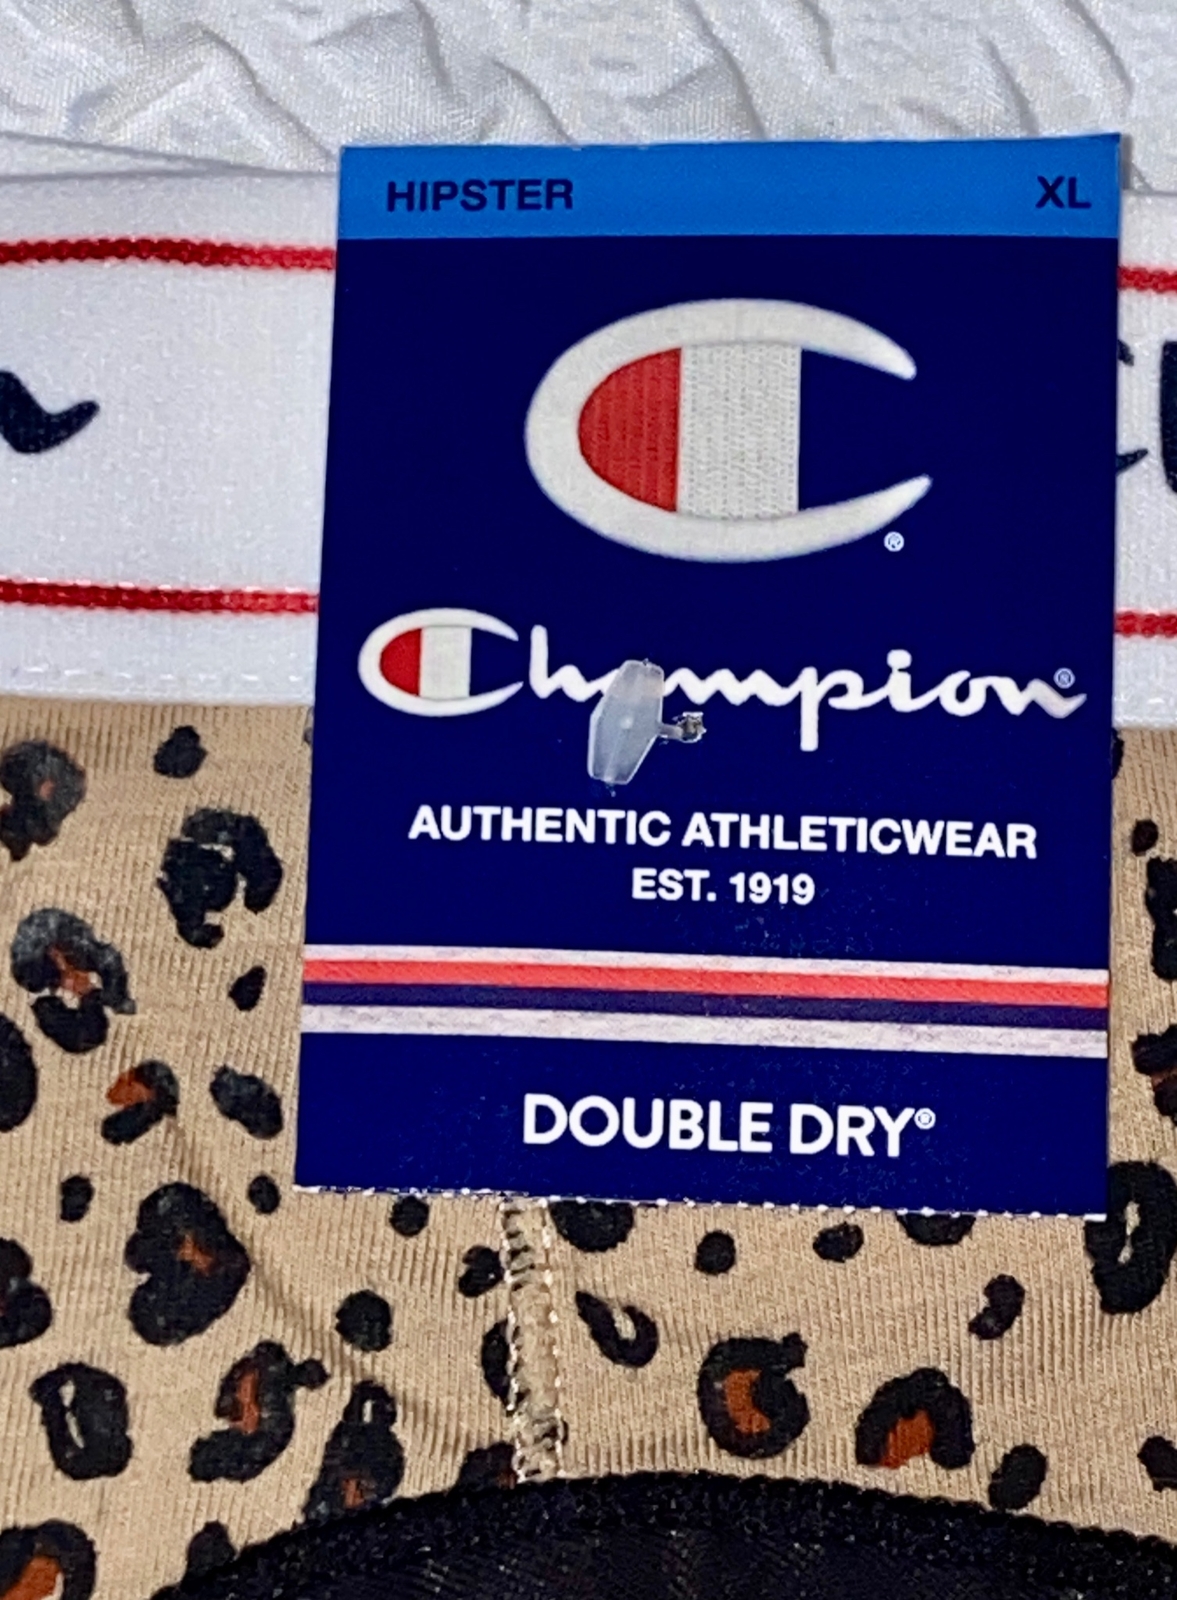 HIPSTER XL
Champion®
AUTHENTIC ATHLETICWEAR
EST. 1919
DOUBLE DRY®